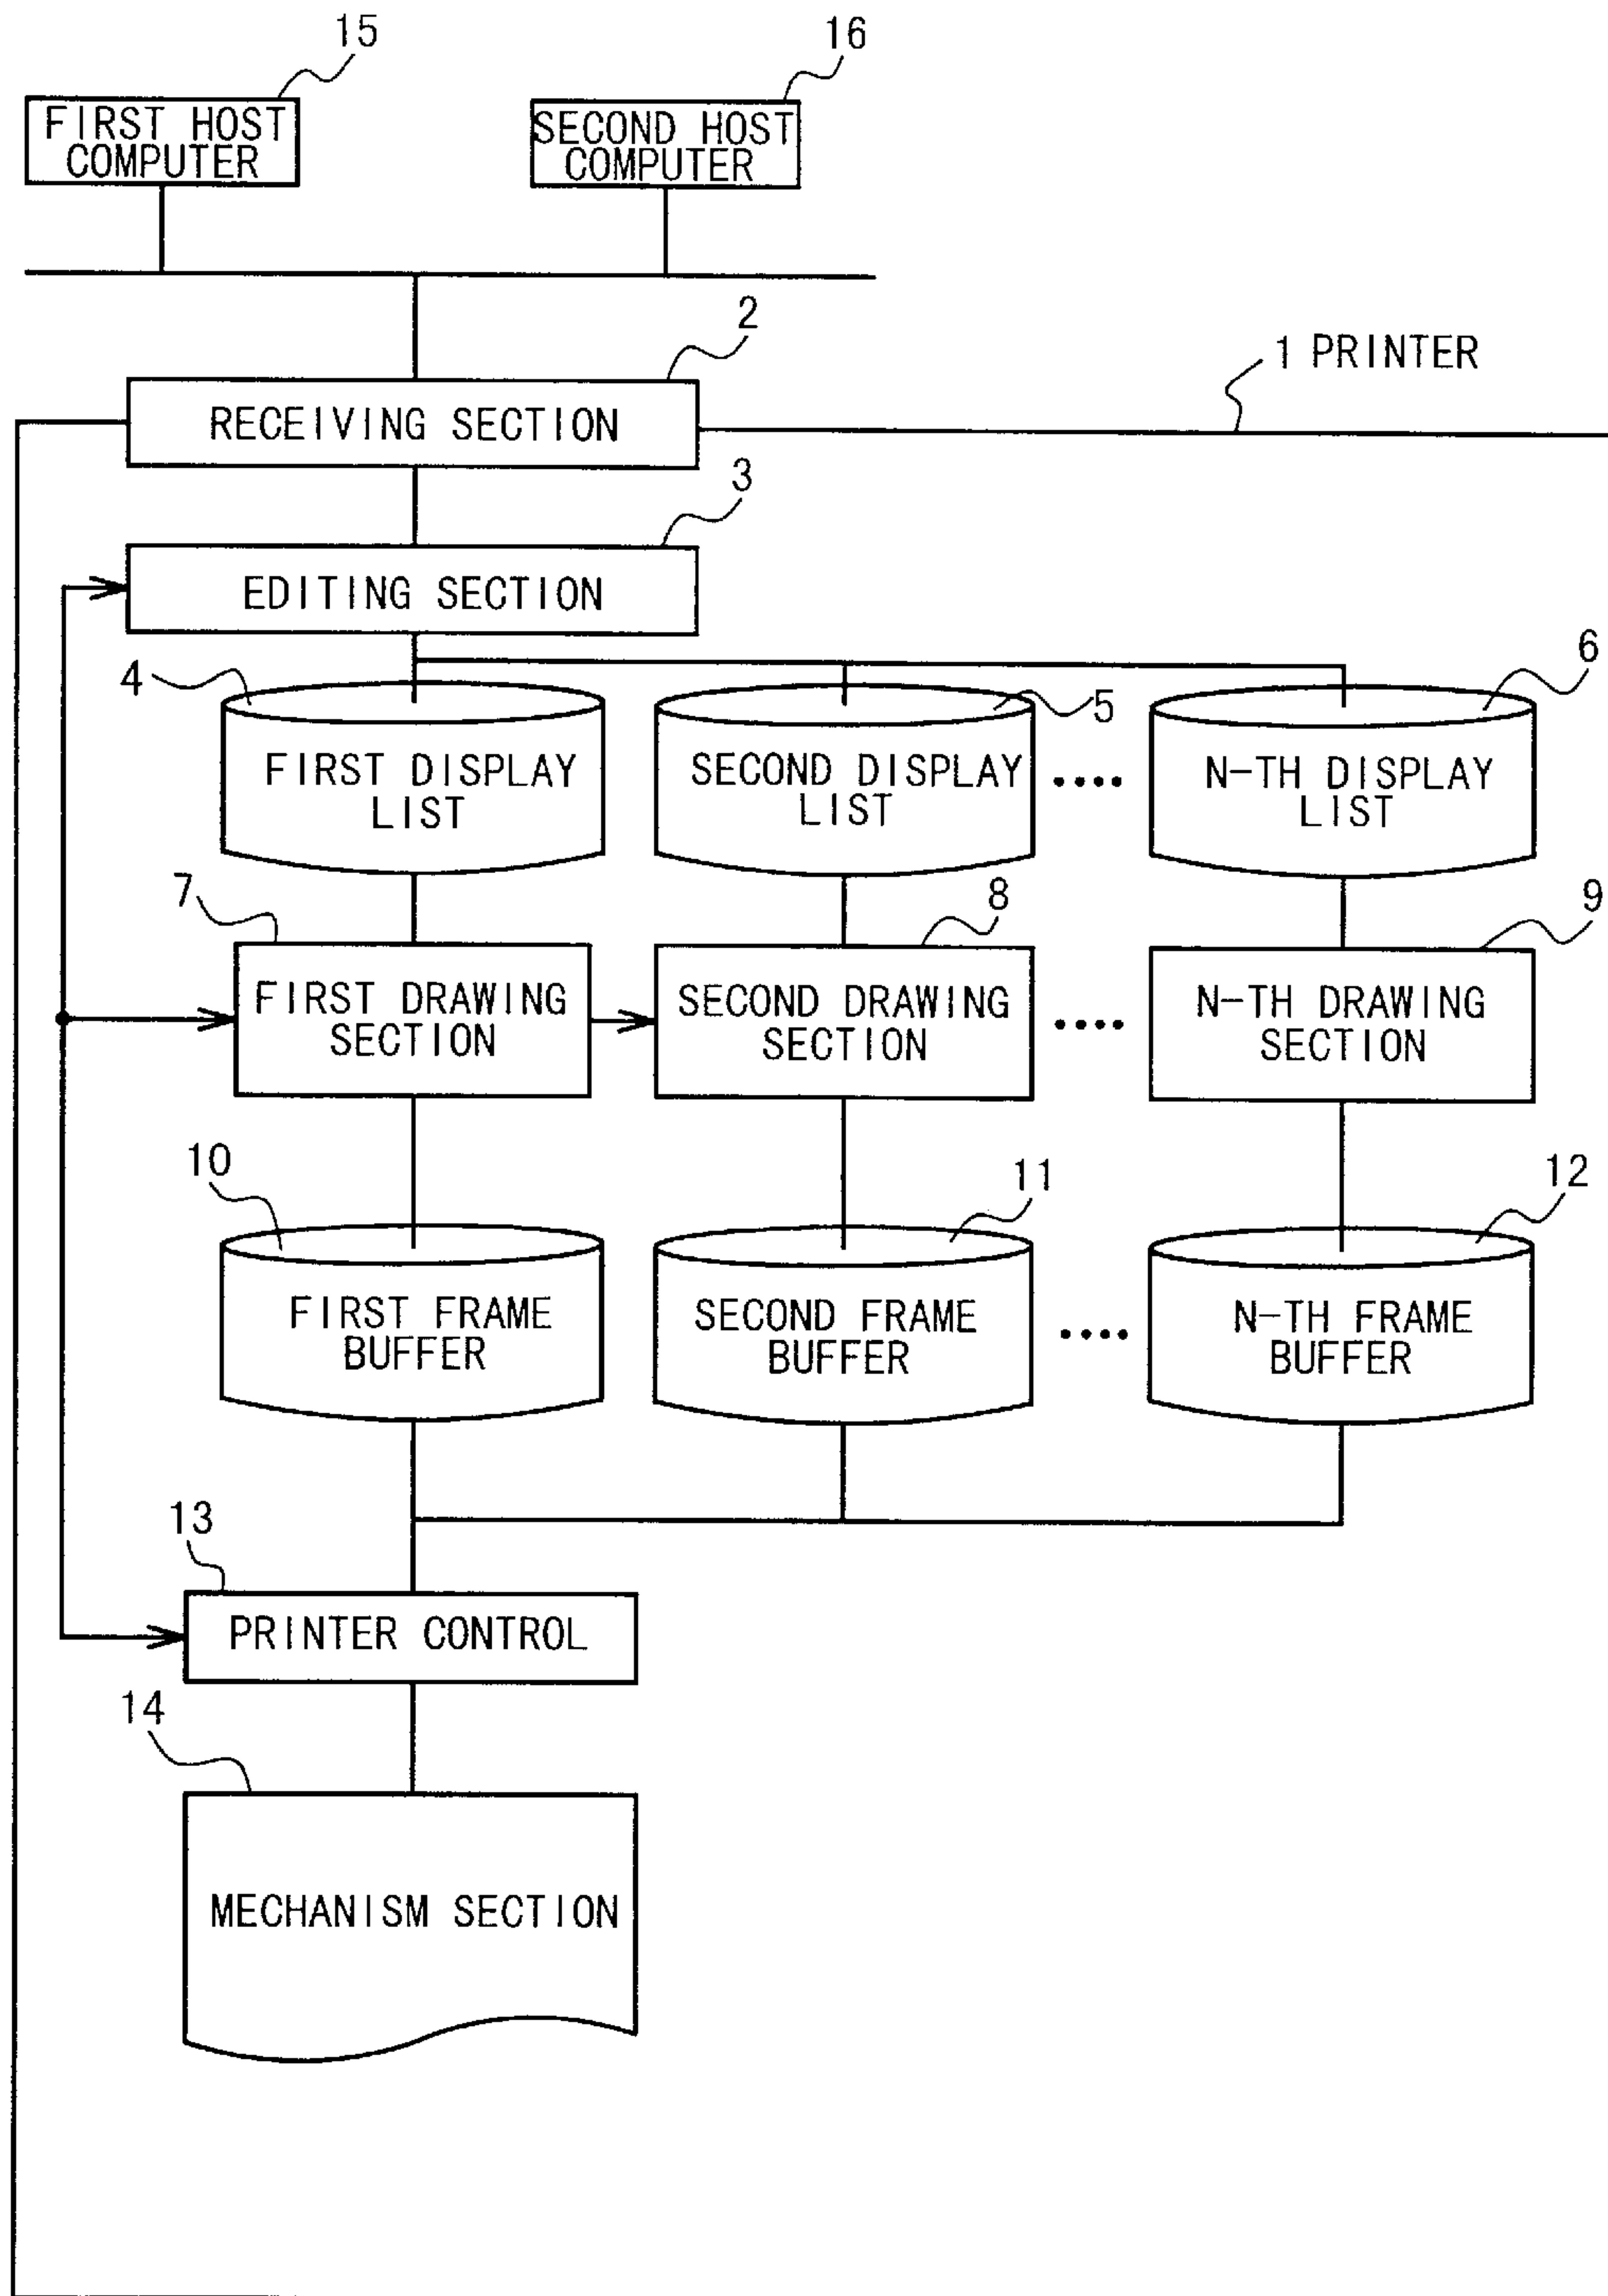 15
16
FIRST HOST
COMPUTER
SECOND HOST
COMPUTER
2
1 PRINTER
RECEIVING SECTION
3
EDITING SECTION
4
5
6
FIRST DISPLAY
LIST
SECOND DISPLAY
LIST
....
N-TH DISPLAY
LIST
7
8
9
FIRST DRAWING
SECTION
SECOND DRAWING
SECTION
....
N-TH DRAWING
SECTION
10
11
12
FIRST FRAME
BUFFER
SECOND FRAME
BUFFER
....
N-TH FRAME
BUFFER
13
PRINTER CONTROL
14
MECHANISM SECTION